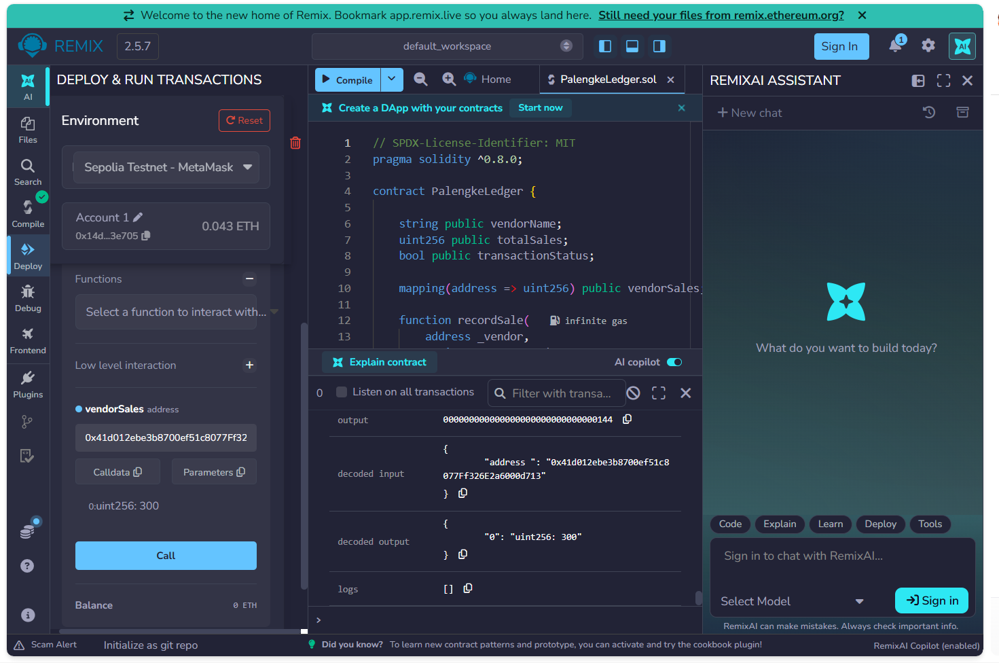 Welcome to the new home of Remix. Bookmark app.remix.live so you always land here. Still need your files from remix.ethereum.org?
REMIX
2.5.7
default_workspace
Sign In
1
AI
AI
AI
Files
Search
Compile
Deploy
Debug
Frontend
Plugins
DEPLOY & RUN TRANSACTIONS
Environment
Reset
Sepolia Testnet - MetaMask
Account 1
0x14d...3e705
0.043 ETH
Functions
Select a function to interact with...
Low level interaction
vendorSales address
0x41d012ebe3b8700ef51c8077Ff32
Calldata
Parameters
0:uint256: 300
Call
Balance
0 ETH
Compile
Home
PalengkeLedger.sol
Create a DApp with your contracts
Start now
1 // SPDX-License-Identifier: MIT
2 pragma solidity ^0.8.0;
3
4 contract PalengkeLedger {
5
6 string public vendorName;
7 uint256 public totalSales;
8 bool public transactionStatus;
9
10 mapping(address => uint256) public vendorSales;
11
12 function recordSale( infinite gas
13 address _vendor,
Explain contract
AI copilot
0
Listen on all transactions
Filter with transa...
output
00000000000000000000000000000144
decoded input
{
"address ": "0x41d012ebe3b8700ef51c8
077Ff326E2a6000d713"
}
decoded output
{
"0": "uint256: 300"
}
logs
[]
>
REMIXAI ASSISTANT
New chat
What do you want to build today?
Code
Explain
Learn
Deploy
Tools
Sign in to chat with RemixAI...
Select Model
Sign in
RemixAI can make mistakes. Always check important info.
Scam Alert
Initialize as git repo
Did you know? To learn new contract patterns and prototype, you can activate and try the cookbook plugin!
RemixAI Copilot (enabled)